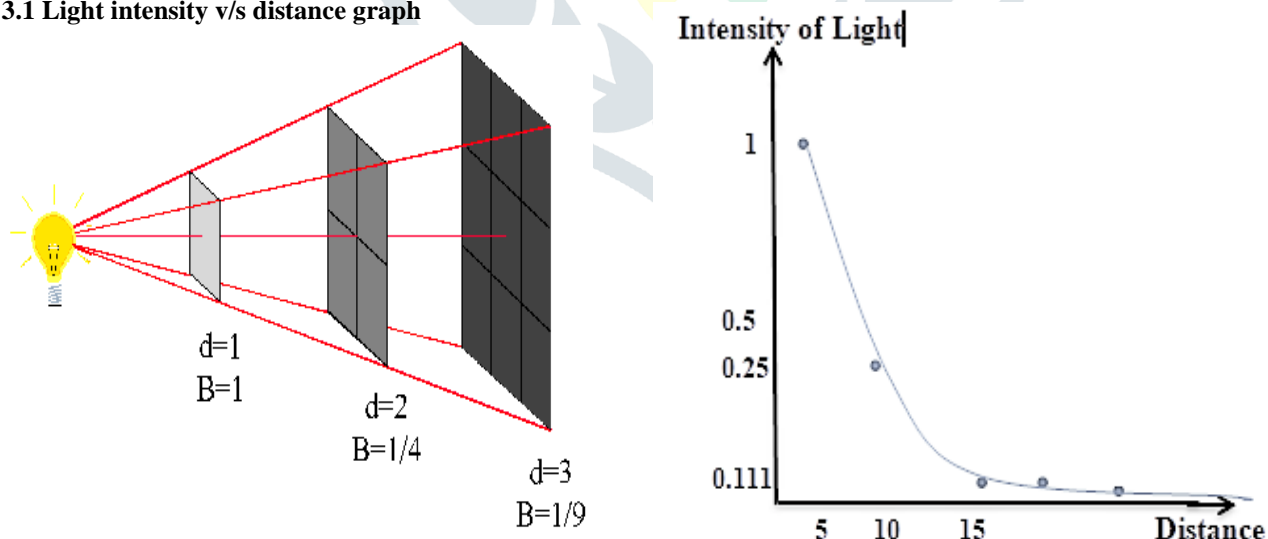 3.1 Light intensity v/s distance graph
d=1
B=1
d=2
B=1/4
d=3
B=1/9
Intensity of Light
1
0.5
0.25
0.111
5 10 15 Distance